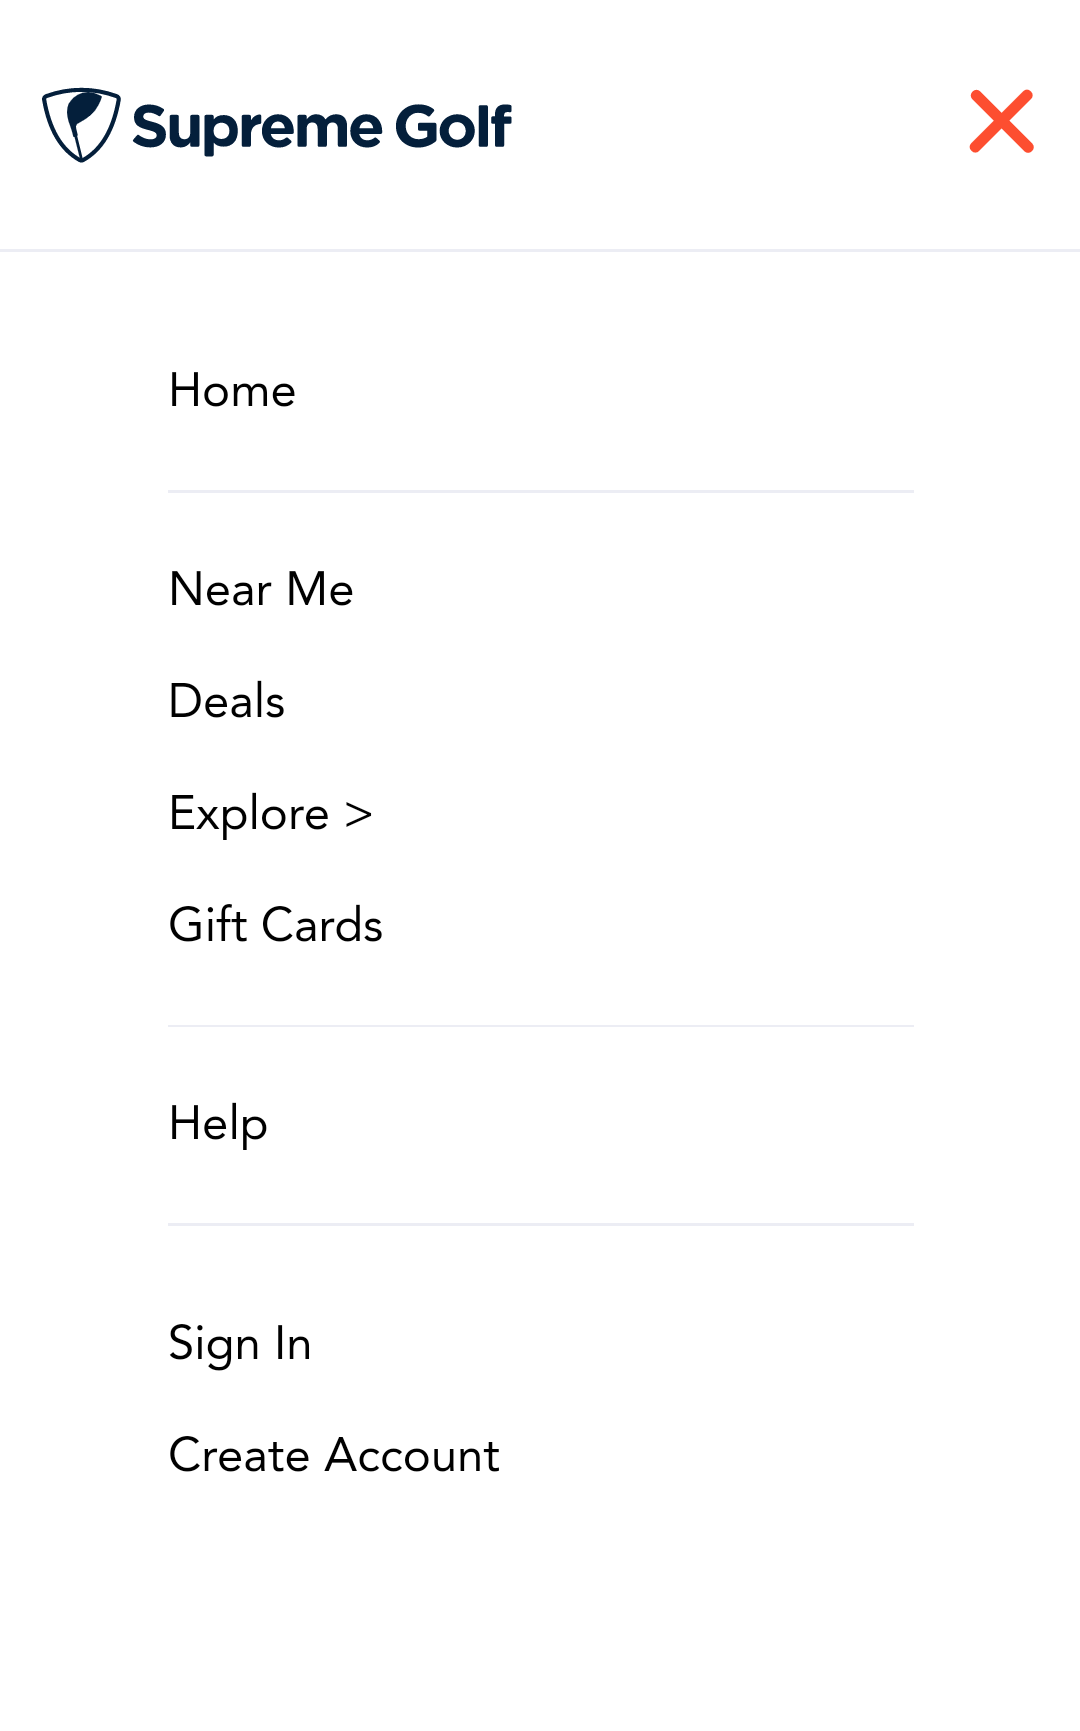 Supreme Golf
Home
Near Me
Deals
Explore >
Gift Cards
Help
Sign In
Create Account